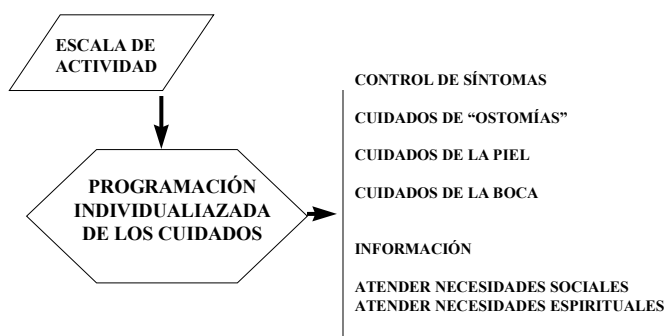 ESCALA DE
ACTIVIDAD
PROGRAMACIÓN
INDIVIDUALIAZADA
DE LOS CUIDADOS
CONTROL DE SÍNTOMAS
CUIDADOS DE “OSTOMÍAS”
CUIDADOS DE LA PIEL
CUIDADOS DE LA BOCA
INFORMACIÓN
ATENDER NECESIDADES SOCIALES
ATENDER NECESIDADES ESPIRITUALES